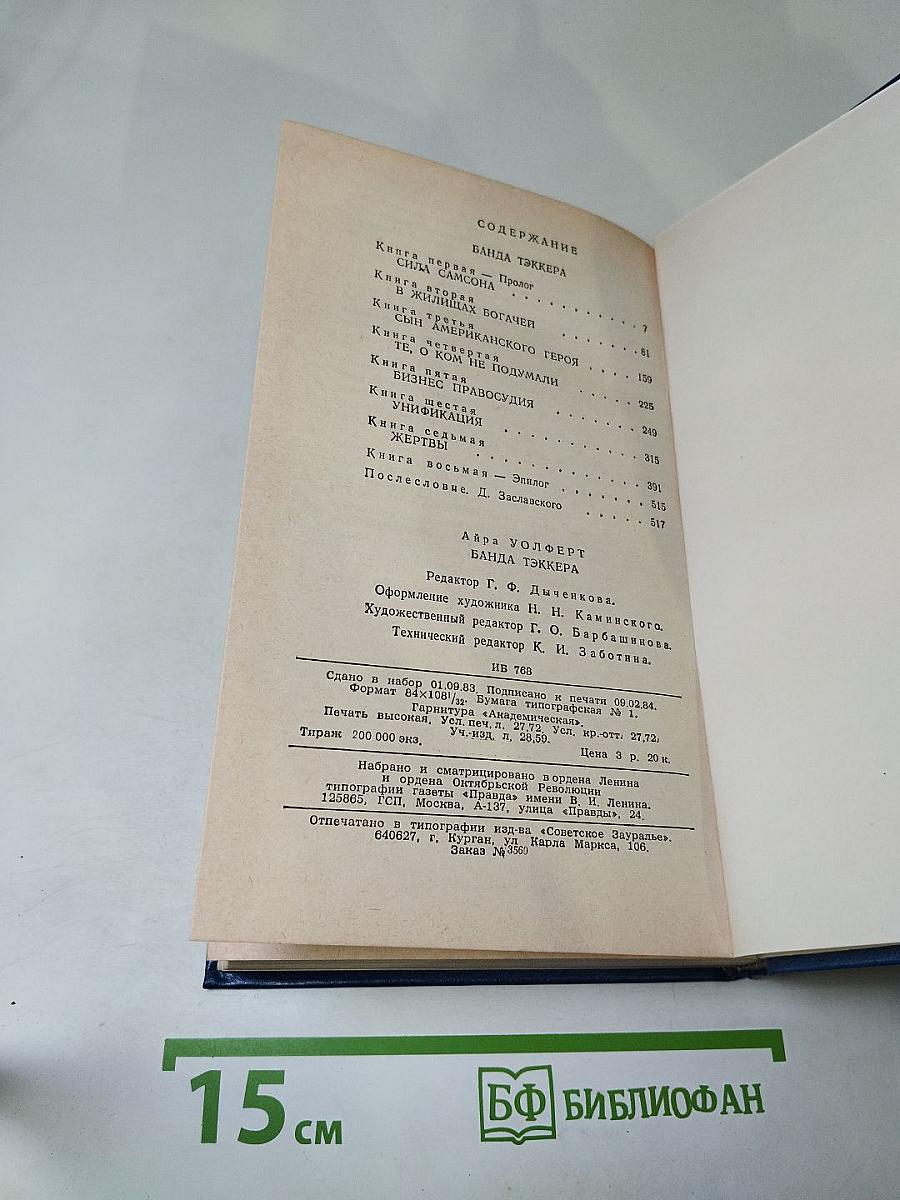 СОДЕРЖАНИЕ
БАНДА ТЭККЕРА
Книга первая — Пролог
СИЛА САМСОНА . . . . . . . . . . 7
Книга вторая
В ЖИЛИЩАХ БОГАЧЕЙ . . . . . . . 81
Книга третья
СЫН АМЕРИКАНСКОГО ГЕРОЯ . . . . 159
Книга четвертая
ТЕ, О КОМ НЕ ПОДУМАЛИ . . . . . 225
Книга пятая
БИЗНЕС ПРАВОСУДИЯ . . . . . . . 249
Книга шестая
УНИФИКАЦИЯ . . . . . . . . . . 315
Книга седьмая
ЖЕРТВЫ . . . . . . . . . . . . 391
Книга восьмая — Эпилог . . . . . . . 515
Послесловие. Д. Заславского . . . . . 517
Айра УОЛФЕРТ
БАНДА ТЭККЕРА
Редактор Г. Ф. Дыченкова.
Оформление художника Н. Н. Каминского.
Художественный редактор Г. О. Барбашинова.
Технический редактор К. И. Заботина.
ИБ 768
Сдано в набор 01.09.83. Подписано к печати 09.02.84.
Формат 84×108¹/₃₂. Бумага типографская № 1.
Гарнитура «Академическая».
Печать высокая. Усл. печ. л. 27,72. Усл. кр.-отт. 27,72.
Уч.-изд. л. 28,59.
Тираж 200 000 экз. Цена 3 р. 20 к.
Набрано и сматрицировано в ордена Ленина
и ордена Октябрьской Революции
типографии газеты «Правда» имени В. И. Ленина.
125865, ГСП, Москва, А-137, улица «Правды», 24.
Отпечатано в типографии изд-ва «Советское Зауралье».
640627, г. Курган, ул Карла Маркса, 106.
Заказ № 3560
15 см
БФ БИБЛИОФАН